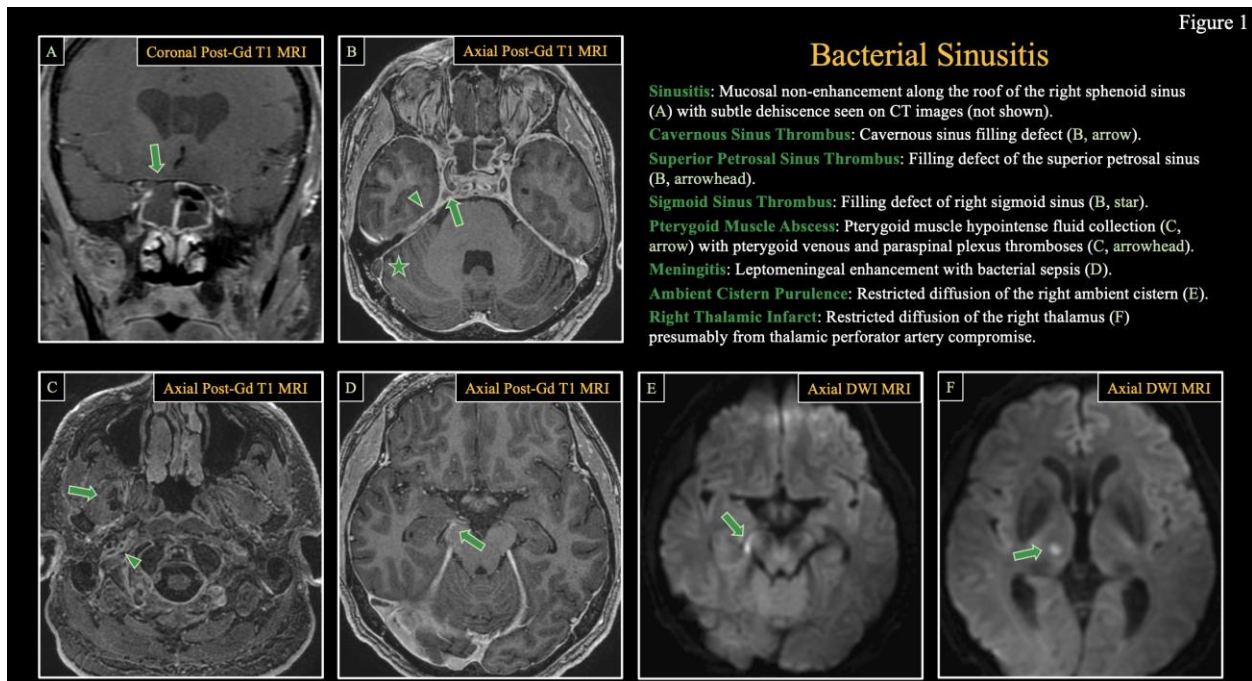 Figure 1
A
Coronal Post-Gd T1 MRI
B
Axial Post-Gd T1 MRI
Bacterial Sinusitis
Sinusitis: Mucosal non-enhancement along the roof of the right sphenoid sinus
(A) with subtle dehiscence seen on CT images (not shown).
Cavernous Sinus Thrombus: Cavernous sinus filling defect (B, arrow).
Superior Petrosal Sinus Thrombus: Filling defect of the superior petrosal sinus
(B, arrowhead).
Sigmoid Sinus Thrombus: Filling defect of right sigmoid sinus (B, star).
Pterygoid Muscle Abscess: Pterygoid muscle hypointense fluid collection (C,
arrow) with pterygoid venous and paraspinal plexus thromboses (C, arrowhead).
Meningitis: Leptomeningeal enhancement with bacterial sepsis (D).
Ambient Cistern Purulence: Restricted diffusion of the right ambient cistern (E).
Right Thalamic Infarct: Restricted diffusion of the right thalamus (F)
presumably from thalamic perforator artery compromise.
C
Axial Post-Gd T1 MRI
D
Axial Post-Gd T1 MRI
E
Axial DWI MRI
F
Axial DWI MRI